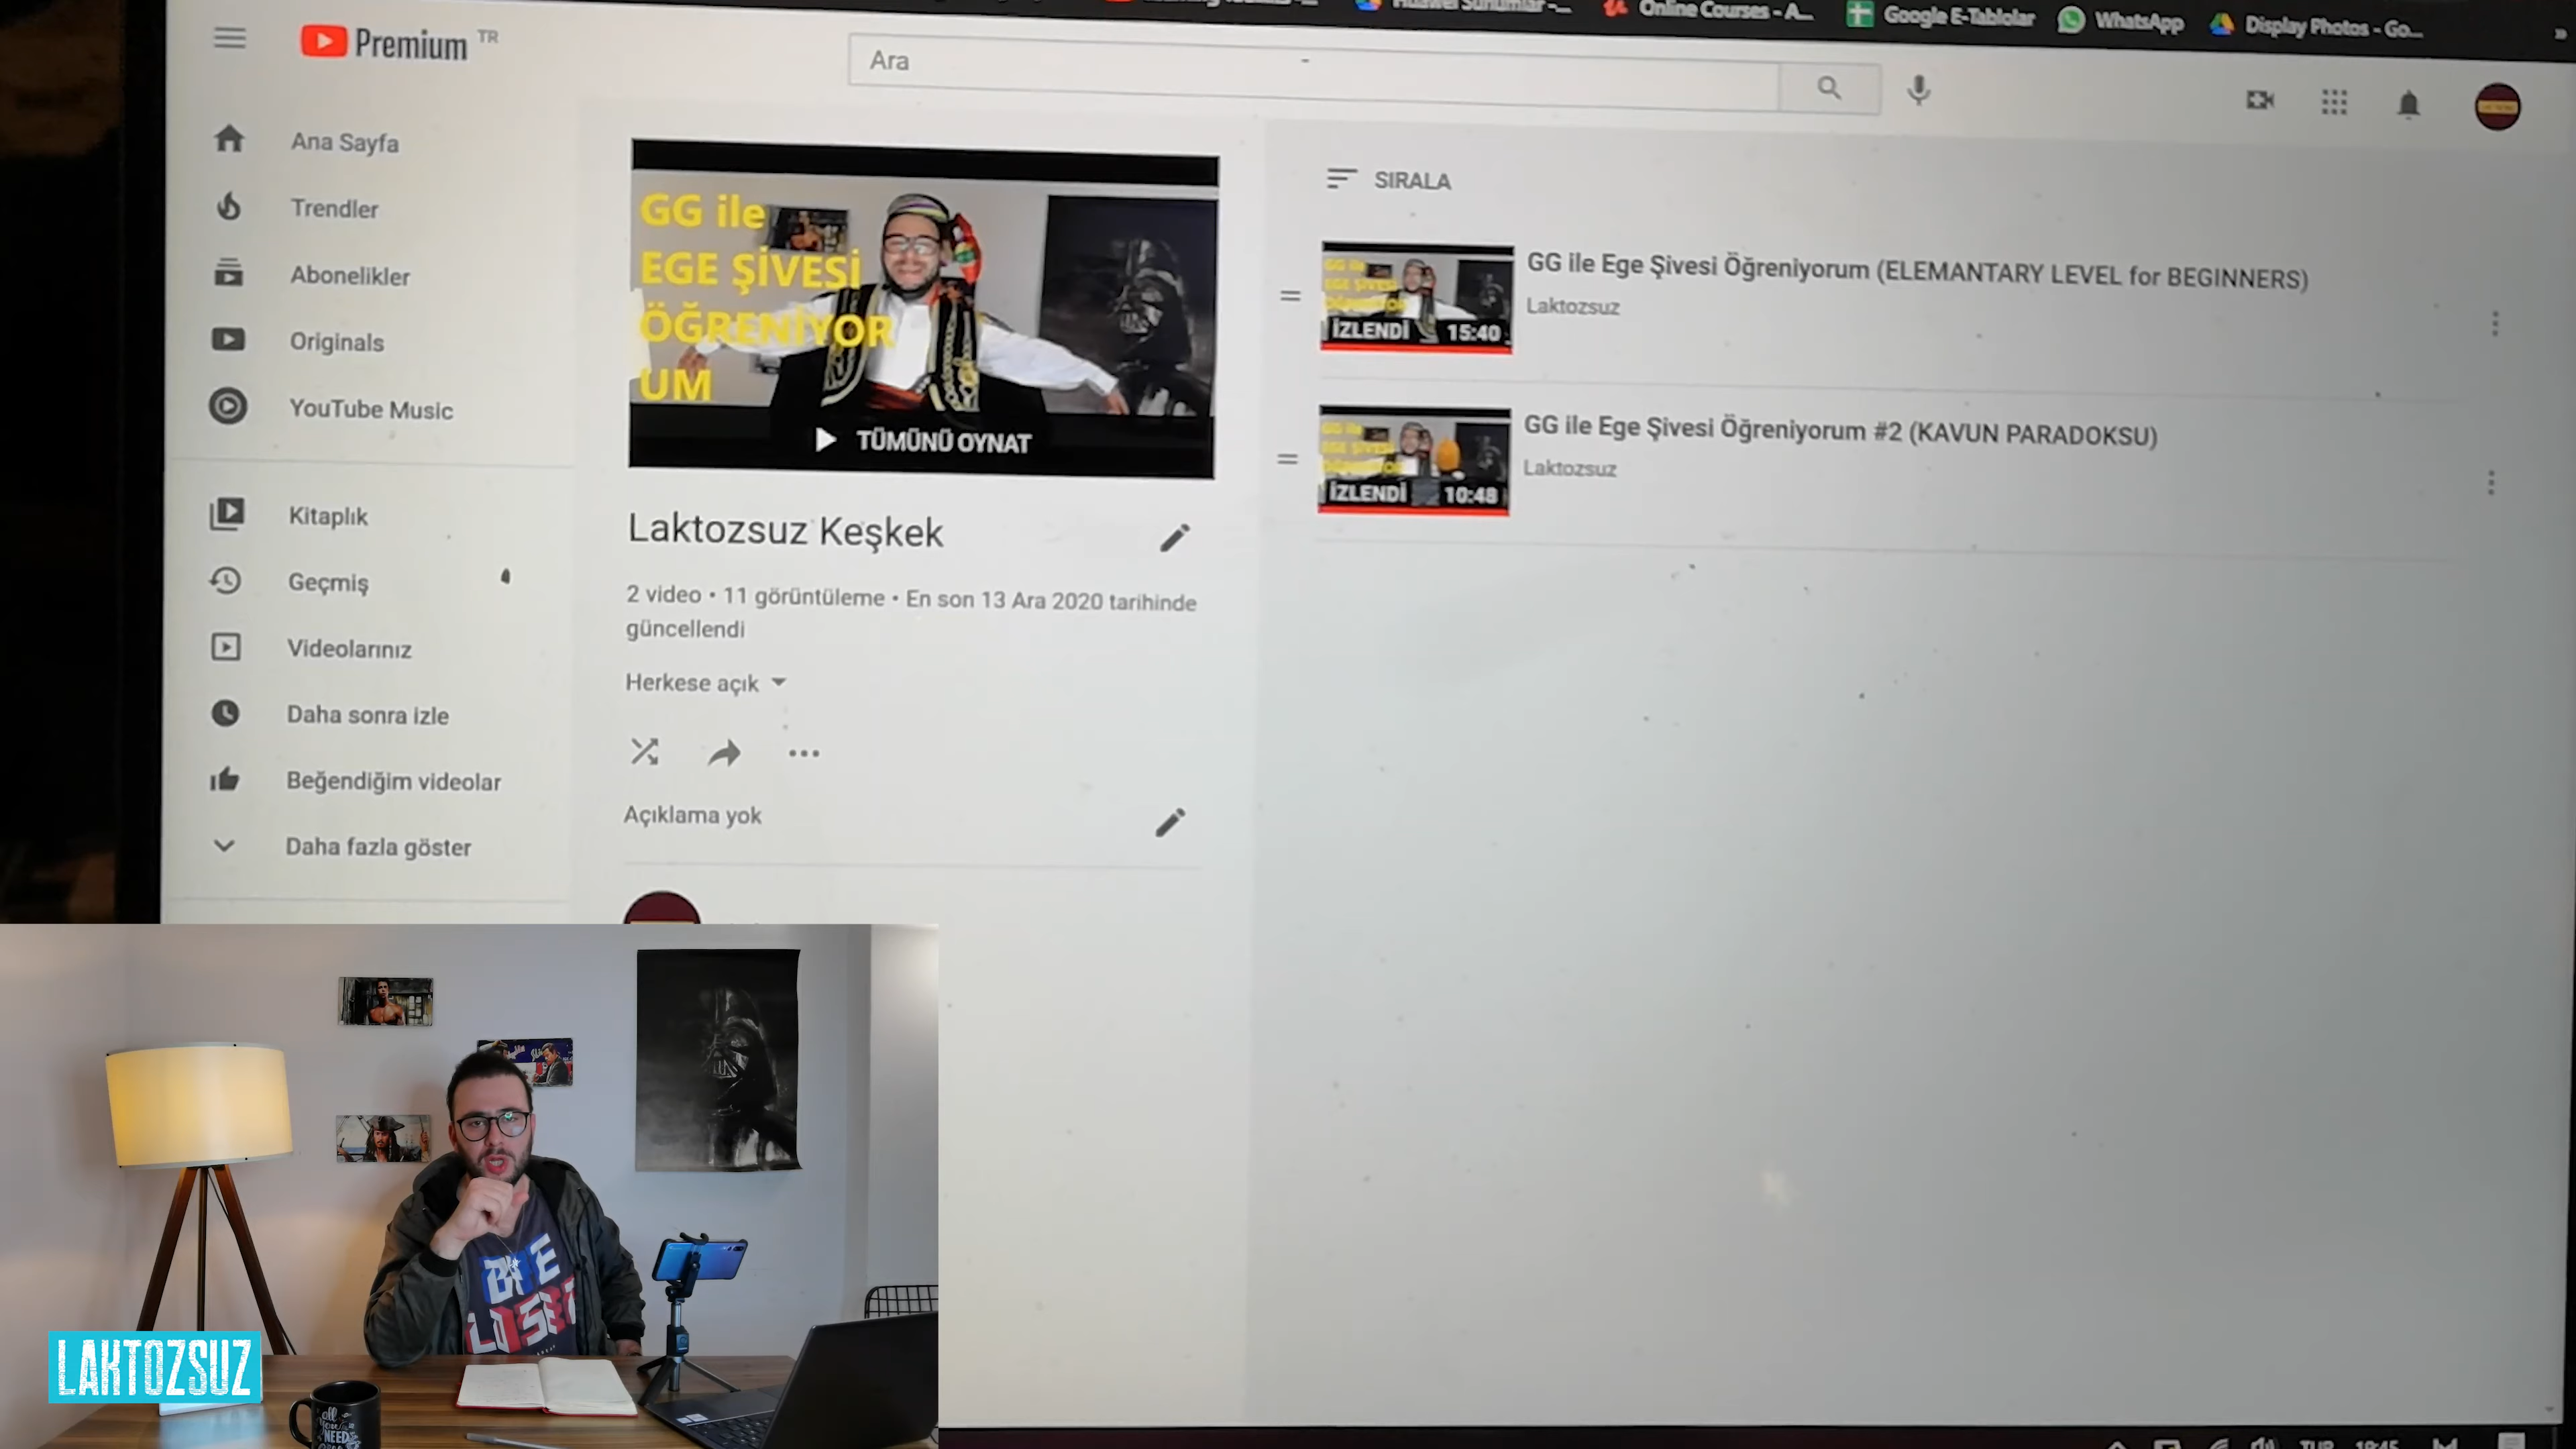 Online Courses - A...
Google E-Tablolar
WhatsApp
Display Photos - Go...
Premium TR
Ara
Ana Sayfa
Trendler
Abonelikler
Originals
YouTube Music
Kitaplık
Geçmiş
Videolarınız
Daha sonra izle
Beğendiğim videolar
Daha fazla göster
GG ile
EGE ŞİVESİ
ÖĞRENİYOR
UM
TÜMÜNÜ OYNAT
Laktozsuz Keşkek
2 video • 11 görüntüleme • En son 13 Ara 2020 tarihinde
güncellendi
Herkese açık
Açıklama yok
SIRALA
GG ile Ege Şivesi Öğreniyorum (ELEMANTARY LEVEL for BEGINNERS)
Laktozsuz
İZLENDİ 15:40
GG ile Ege Şivesi Öğreniyorum #2 (KAVUN PARADOKSU)
Laktozsuz
İZLENDİ 10:48
LAKTOZSUZ
all
NEED